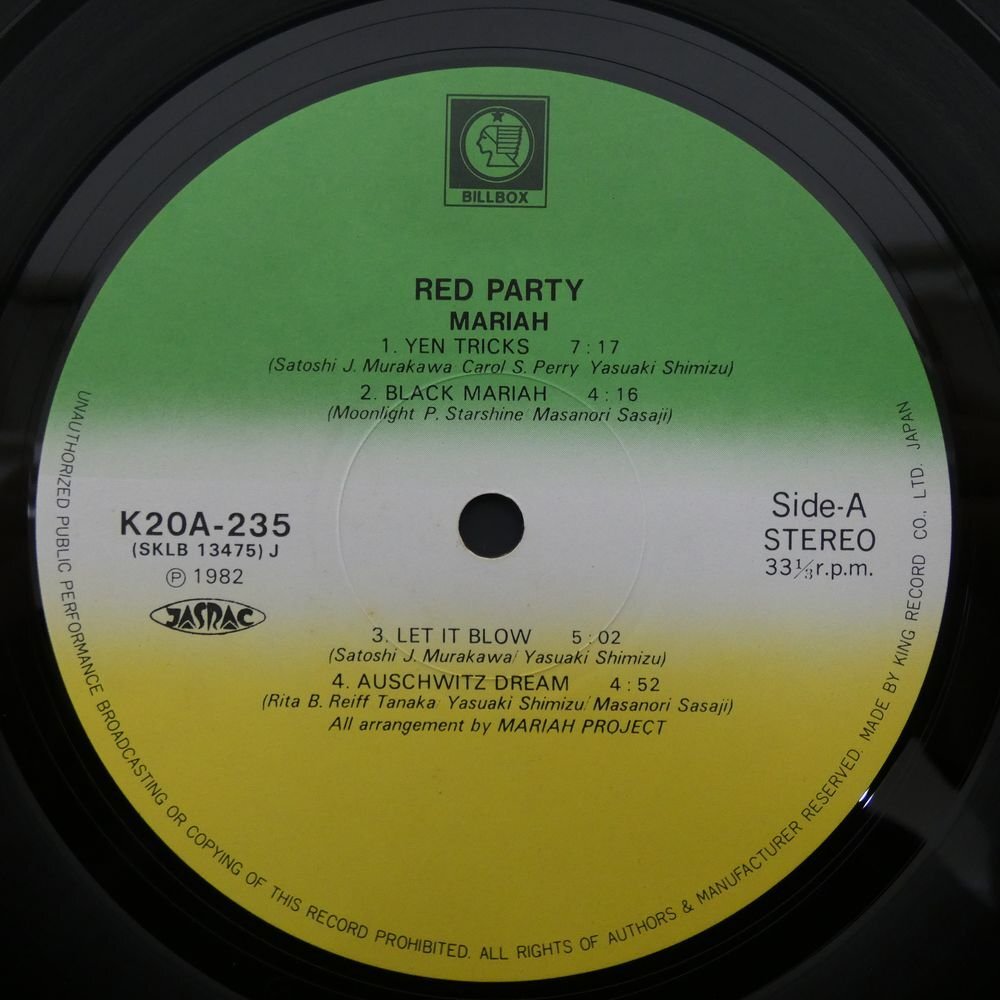 BILLBOX
RED PARTY
MARIAH
1. YEN TRICKS 7:17
(Satoshi J. Murakawa Carol S. Perry Yasuaki Shimizu)
2. BLACK MARIAH 4:16
(Moonlight P. Starshine Masanori Sasaji)
K20A-235
(SKLB 13475) J
Ⓟ 1982
JASRAC
Side-A
STEREO
33⅓ r.p.m.
3. LET IT BLOW 5:02
(Satoshi J. Murakawa/ Yasuaki Shimizu)
4. AUSCHWITZ DREAM 4:52
(Rita B. Reiff Tanaka Yasuaki Shimizu/ Masanori Sasaji)
All arrangement by MARIAH PROJECT
UNAUTHORIZED PUBLIC PERFORMANCE BROADCASTING OR COPYING OF THIS RECORD PROHIBITED. ALL RIGHTS OF AUTHORS & MANUFACTURER RESERVED. MADE BY KING RECORD CO., LTD. JAPAN